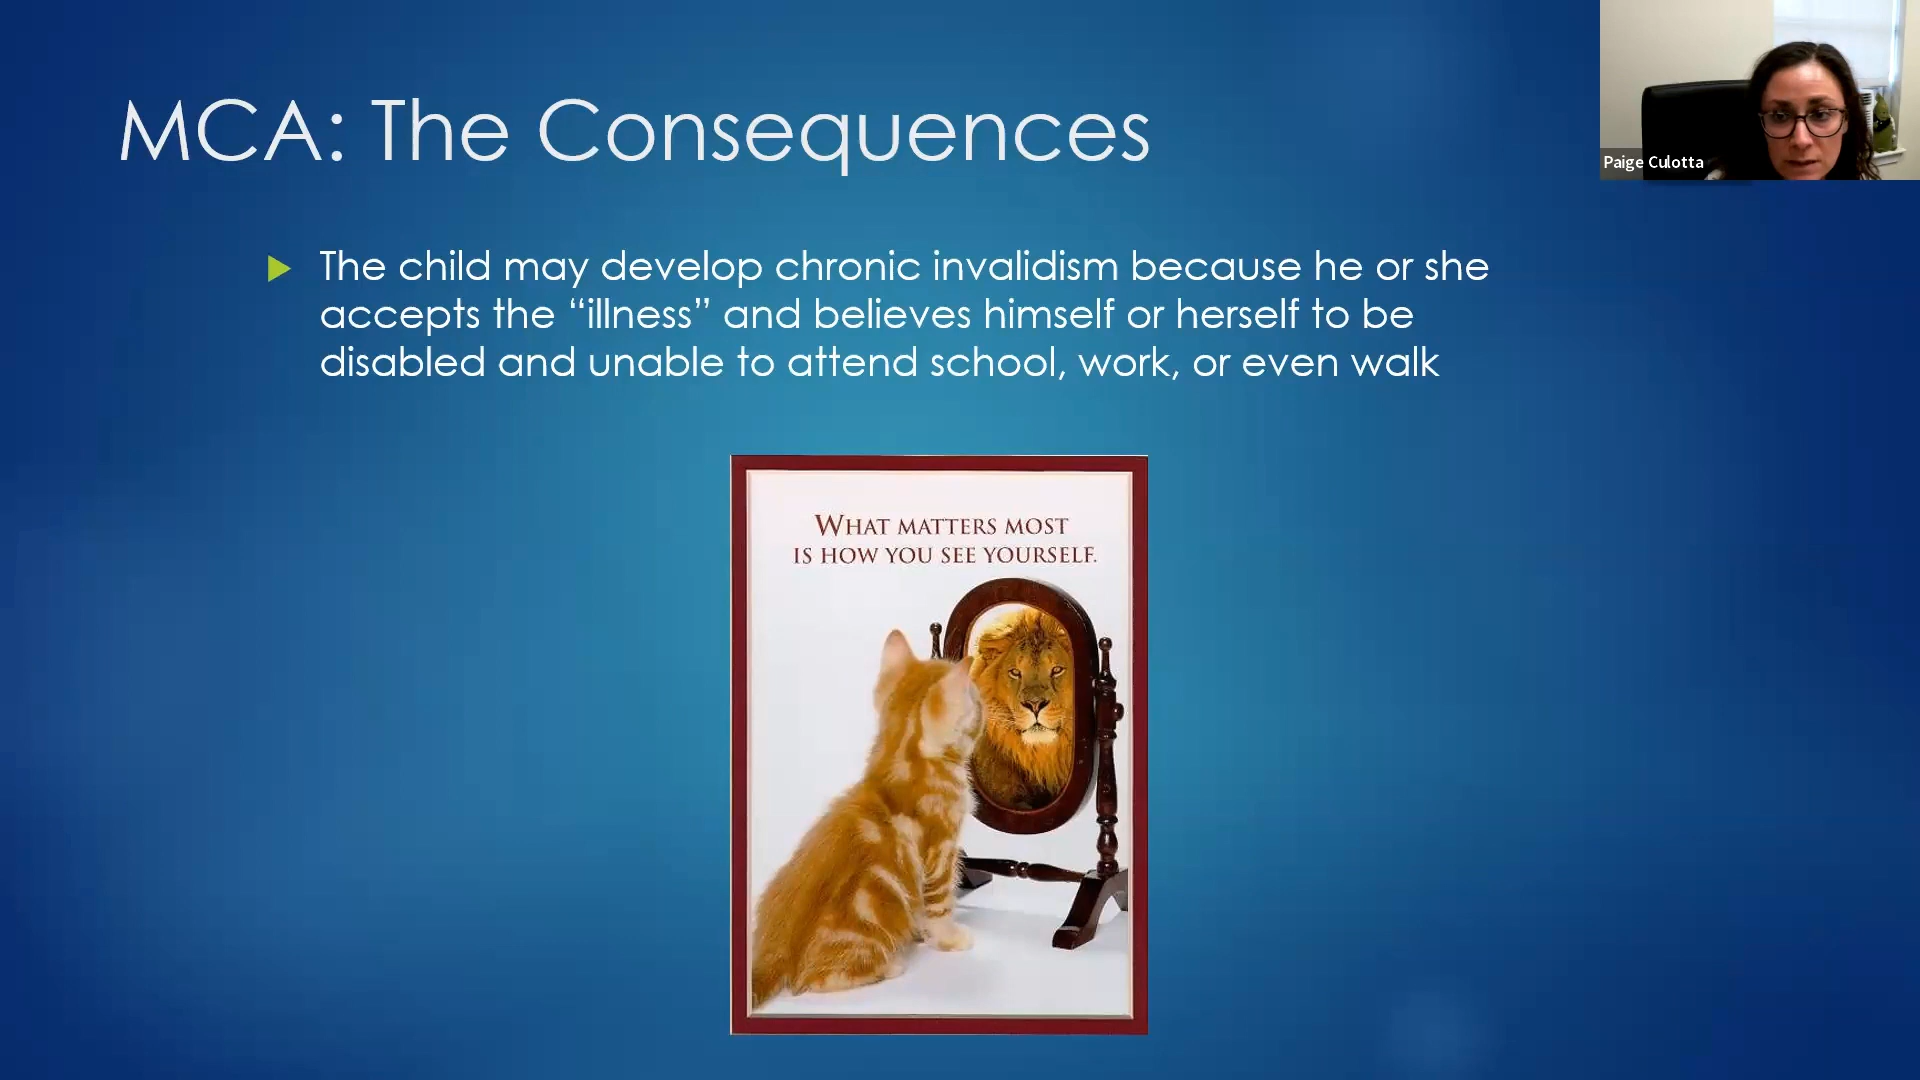 MCA: The Consequences
The child may develop chronic invalidism because he or she
accepts the “illness” and believes himself or herself to be
disabled and unable to attend school, work, or even walk
WHAT MATTERS MOST
IS HOW YOU SEE YOURSELF.
Paige Culotta